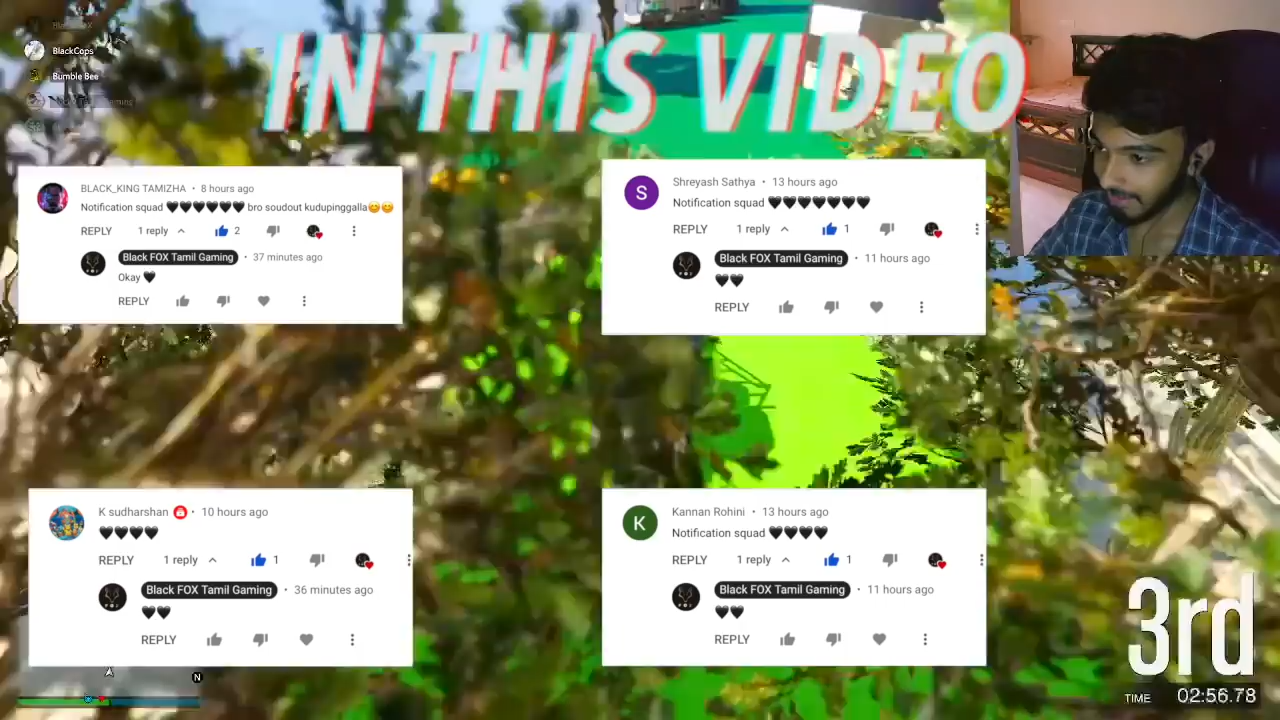 IN THIS VIDEO
BlackCops
Bumble Bee
BLACK_KING TAMIZHA • 8 hours ago
Notification squad 🖤🖤🖤🖤🖤🖤🖤 bro soudout kudupinggalla😊😊
REPLY 1 reply 2
Black FOX Tamil Gaming • 37 minutes ago
Okay 🖤
REPLY
S
Shreyash Sathya • 13 hours ago
Notification squad 🖤🖤🖤🖤🖤🖤🖤
REPLY 1 reply 1
Black FOX Tamil Gaming • 11 hours ago
🖤🖤
REPLY
K sudharshan • 10 hours ago
🖤🖤🖤🖤
REPLY 1 reply 1
Black FOX Tamil Gaming • 36 minutes ago
🖤🖤
REPLY
K
Kannan Rohini • 13 hours ago
Notification squad 🖤🖤🖤🖤
REPLY 1 reply 1
Black FOX Tamil Gaming • 11 hours ago
🖤🖤
REPLY
N
3rd
TIME 02:56.78